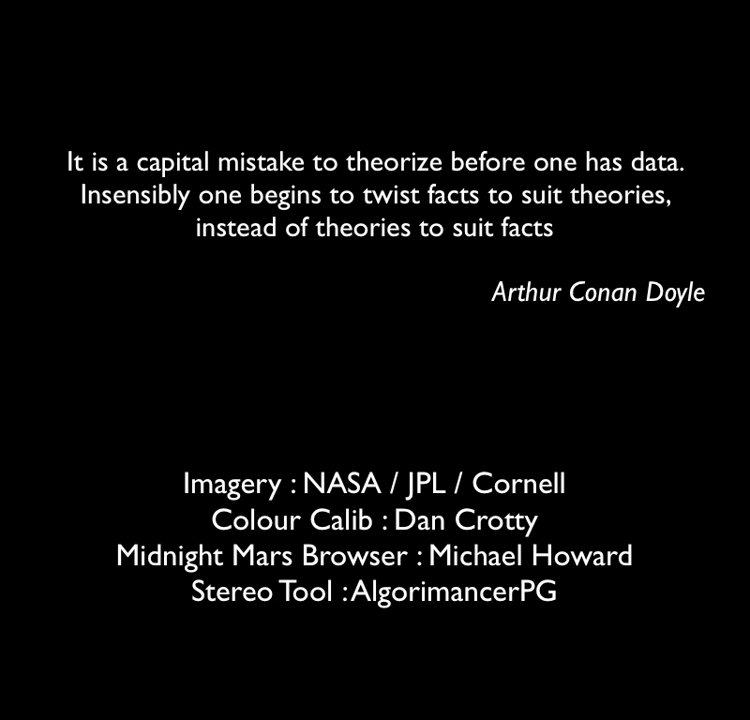 It is a capital mistake to theorize before one has data.
Insensibly one begins to twist facts to suit theories,
instead of theories to suit facts
Arthur Conan Doyle
Imagery : NASA / JPL / Cornell
Colour Calib : Dan Crotty
Midnight Mars Browser : Michael Howard
Stereo Tool : AlgorimancerPG